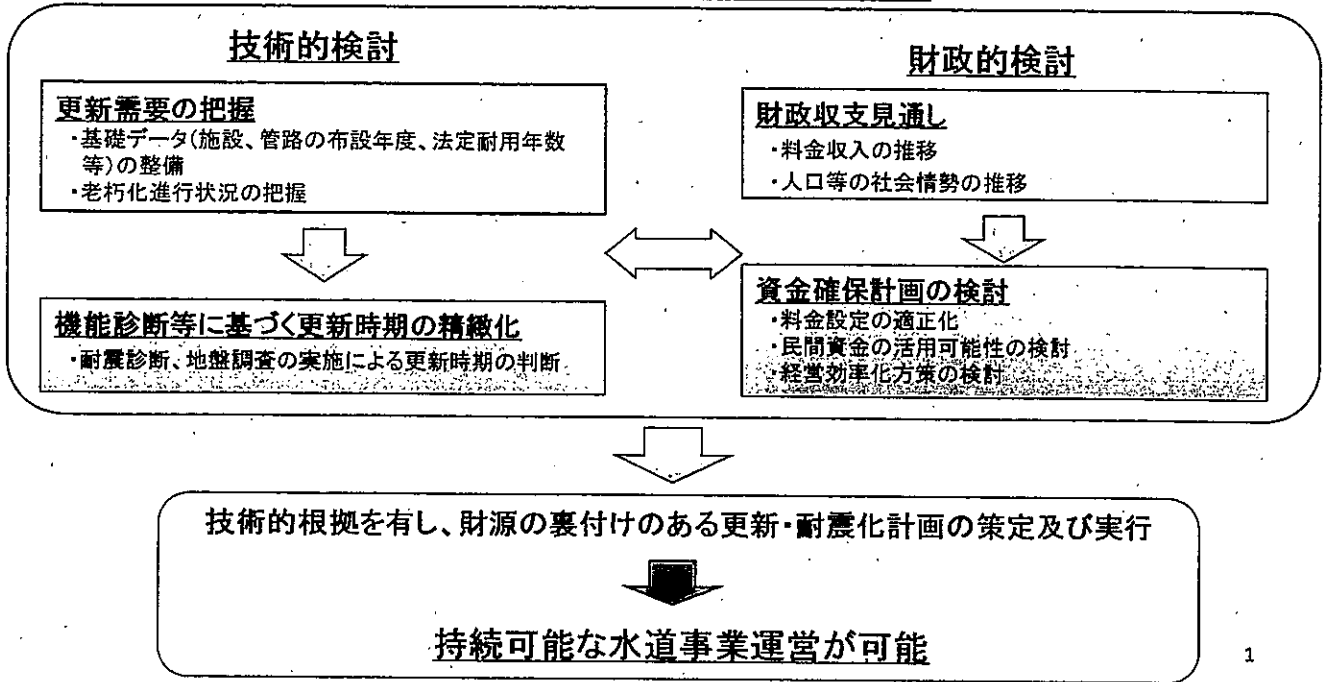 技術的検討
更新需要の把握
・基礎データ(施設、管路の布設年度、法定耐用年数
等)の整備
・老朽化進行状況の把握
機能診断等に基づく更新時期の精緻化
・耐震診断、地盤調査の実施による更新時期の判断
財政的検討
財政収支見通し
・料金収入の推移
・人口等の社会情勢の推移
資金確保計画の検討
・料金設定の適正化
・民間資金の活用可能性の検討
・経営効率化方策の検討
技術的根拠を有し、財源の裏付けのある更新・耐震化計画の策定及び実行
持続可能な水道事業運営が可能
1